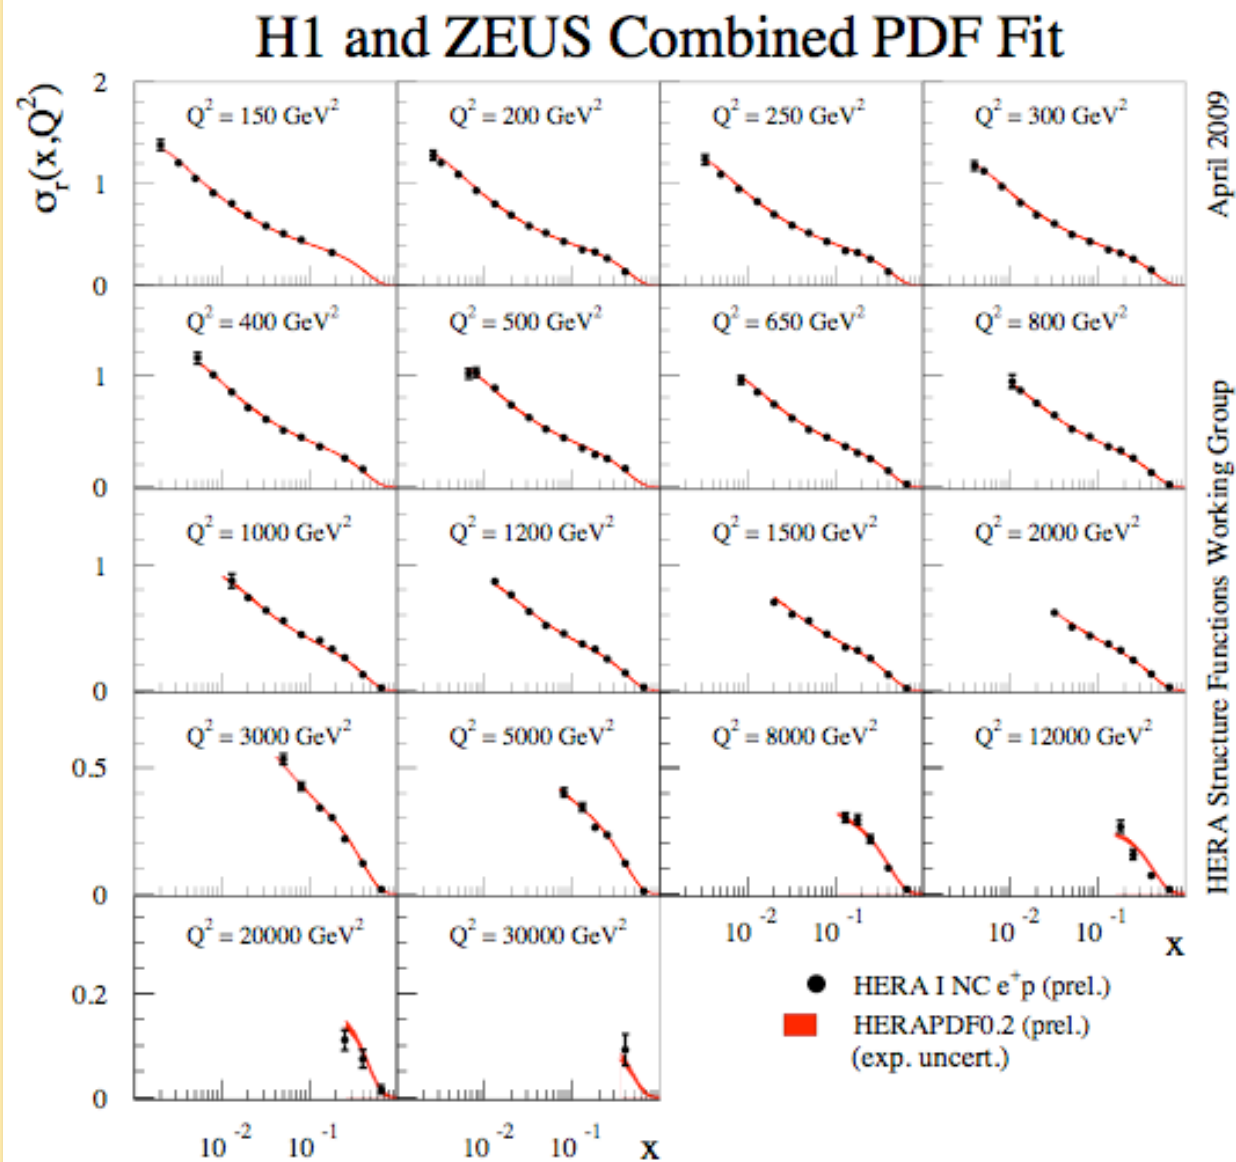 H1 and ZEUS Combined PDF Fit
σr(x,Q²)
2
1
0
Q² = 150 GeV²
Q² = 200 GeV²
Q² = 250 GeV²
Q² = 300 GeV²
April 2009
1
0
Q² = 400 GeV²
Q² = 500 GeV²
Q² = 650 GeV²
Q² = 800 GeV²
1
0
Q² = 1000 GeV²
Q² = 1200 GeV²
Q² = 1500 GeV²
Q² = 2000 GeV²
HERA Structure Functions Working Group
0.5
0
Q² = 3000 GeV²
Q² = 5000 GeV²
Q² = 8000 GeV²
Q² = 12000 GeV²
10⁻² 10⁻¹
10⁻² 10⁻¹ x
0.2
0
Q² = 20000 GeV²
Q² = 30000 GeV²
10⁻² 10⁻¹
10⁻² 10⁻¹ x
HERA I NC e⁺p (prel.)
HERAPDF0.2 (prel.)
(exp. uncert.)